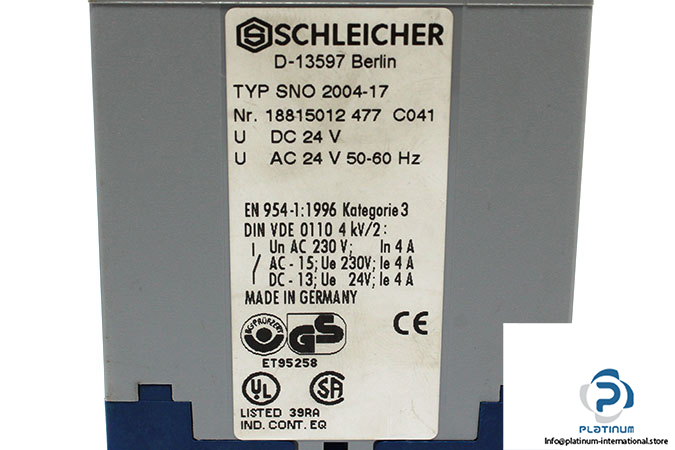 SCHLEICHER
D-13597 Berlin
TYP SNO 2004-17
Nr. 18815012 477 C041
U DC 24 V
U AC 24 V 50-60 Hz
EN 954-1:1996 Kategorie 3
DIN VDE 0110 4 kV/2:
Un AC 230 V; In 4 A
AC - 15; Ue 230V; Ie 4 A
DC - 13; Ue 24V; Ie 4 A
MADE IN GERMANY
BG-PRÜFZERT
GS
CE
ET95258
UL
SA
LISTED 39RA
IND. CONT. EQ
PLATINUM
info@platinum-international.store